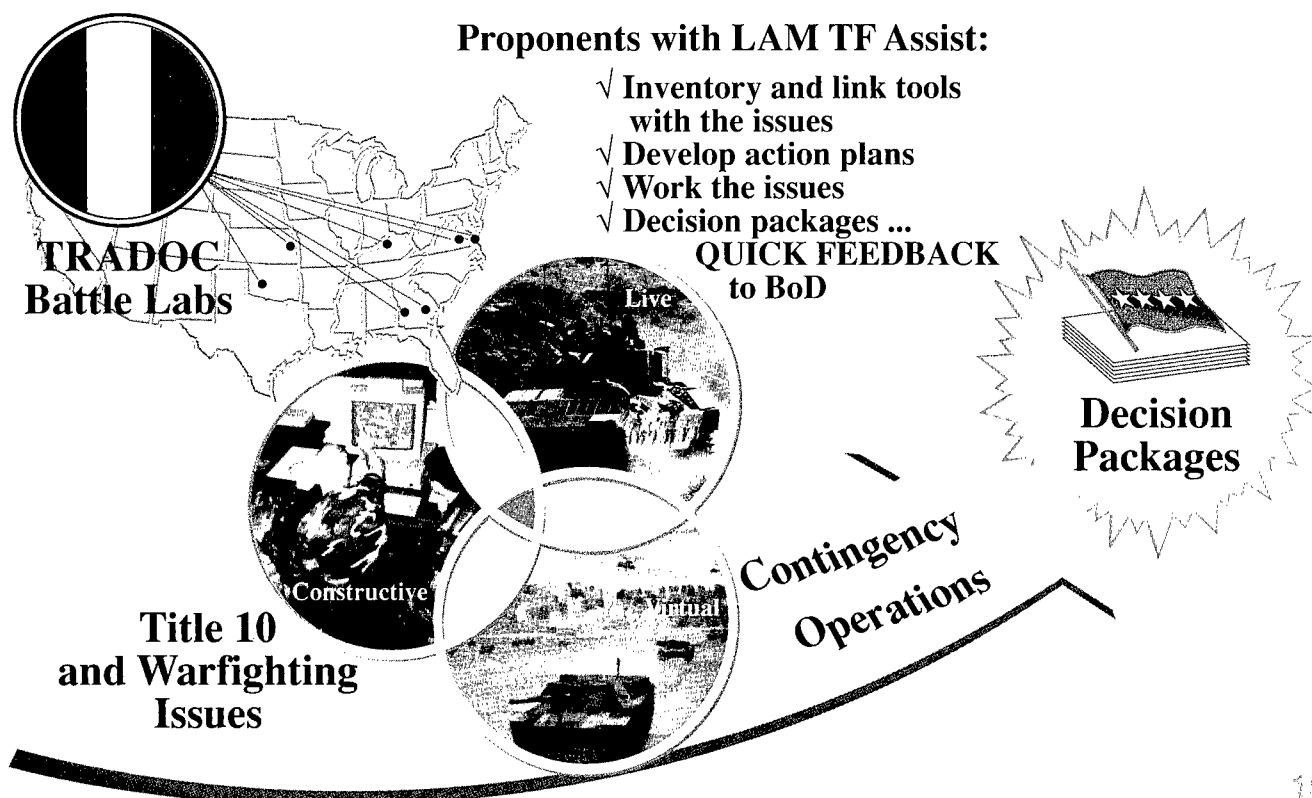 Proponents with LAM TF Assist:
√ Inventory and link tools
with the issues
√ Develop action plans
√ Work the issues
√ Decision packages ...
QUICK FEEDBACK
to BoD
TRADOC
Battle Labs
Live
Constructive
Virtual
Decision
Packages
Contingency
Operations
Title 10
and Warfighting
Issues